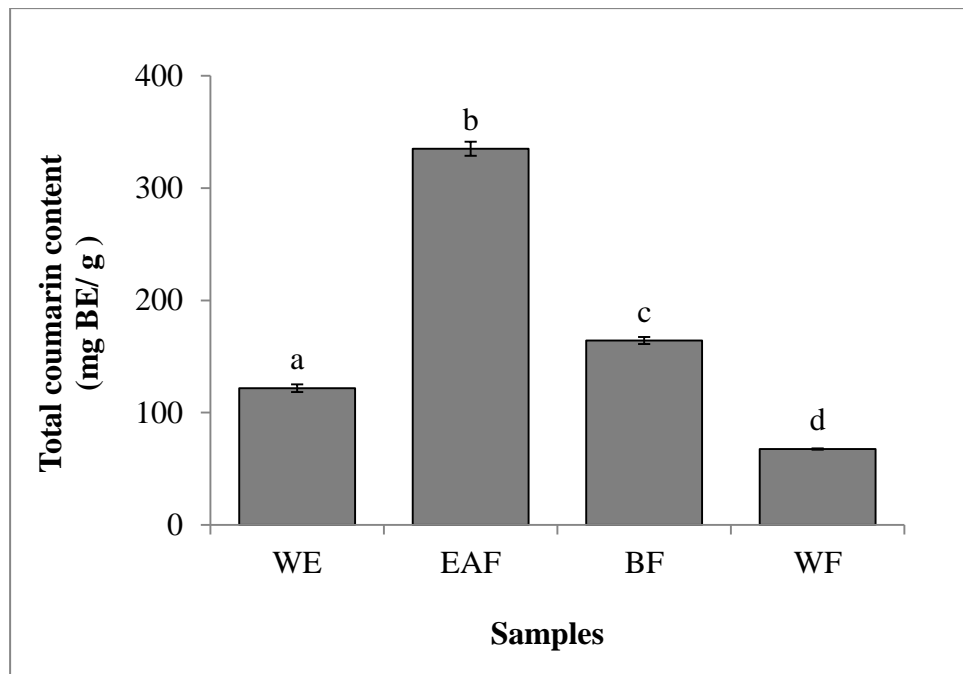 Total coumarin content
(mg BE/ g )
400
300
200
100
0
a
b
c
d
WE
EAF
BF
WF
Samples